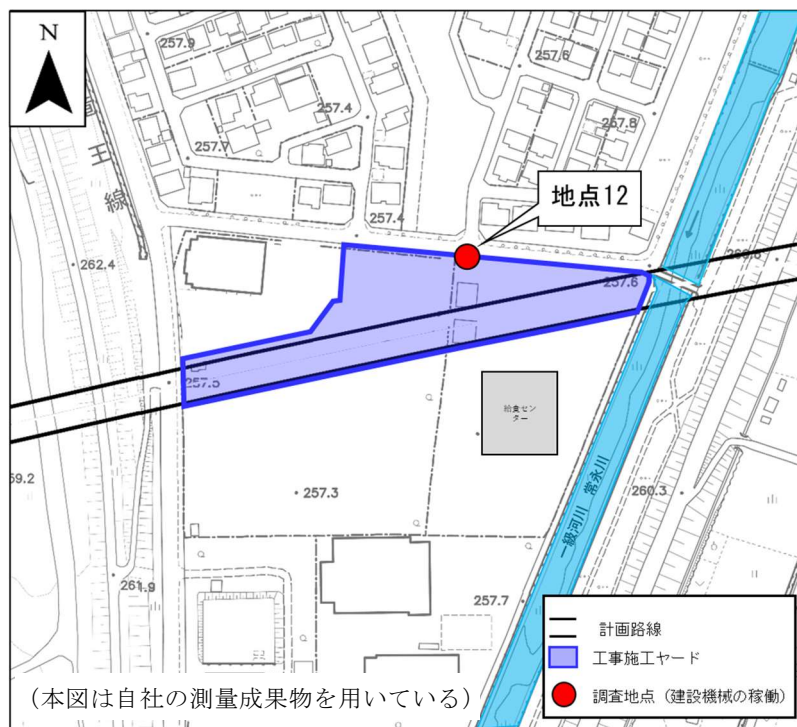 N
257.9
257.6
257.4
257.8
257.7
王
線
地点12
257.4
262.4
257.6
257.5
給食セン
ター
257.3
59.2
一級河川 常永川
260.3
257.7
計画路線
工事施工ヤード
調査地点（建設機械の稼働）
（本図は自社の測量成果物を用いている）